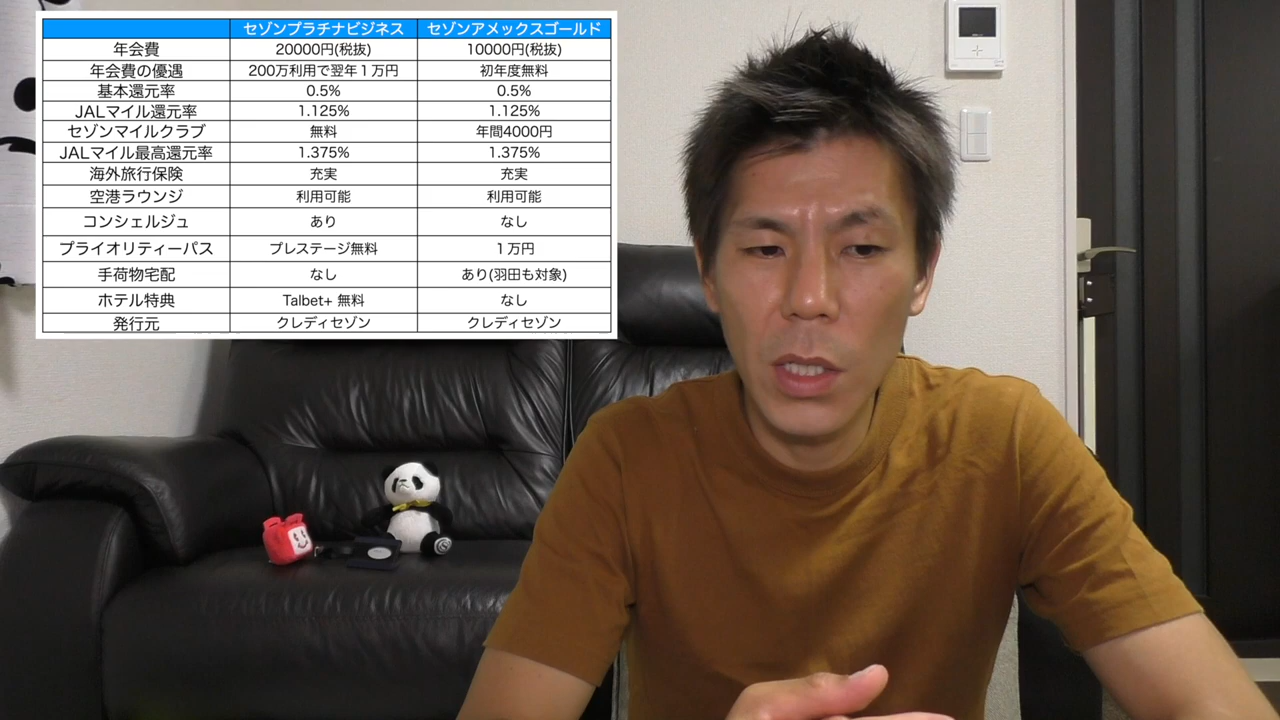 セゾンプラチナビジネス セゾンアメックスゴールド
年会費 20000円(税抜) 10000円(税抜)
年会費の優遇 200万利用で翌年1万円 初年度無料
基本還元率 0.5% 0.5%
JALマイル還元率 1.125% 1.125%
セゾンマイルクラブ 無料 年間4000円
JALマイル最高還元率 1.375% 1.375%
海外旅行保険 充実 充実
空港ラウンジ 利用可能 利用可能
コンシェルジュ あり なし
プライオリティーパス プレステージ無料 1万円
手荷物宅配 なし あり(羽田も対象)
ホテル特典 Talbet+ 無料 なし
発行元 クレディセゾン クレディセゾン